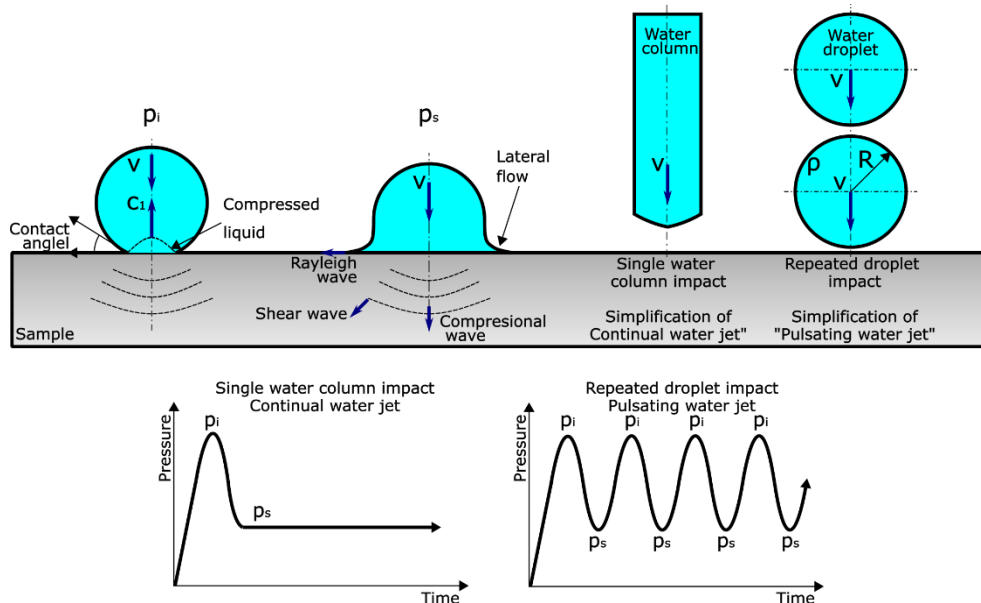 pi
V
C1
Contact
anglel
Compressed
liquid
ps
V
Lateral
flow
Water
column
V
Water
droplet
V
ρ
R
V
Rayleigh
wave
Shear wave
Compresional
wave
Sample
Single water
column impact
Simplification of
Continual water jet"
Repeated droplet
impact
Simplification of
"Pulsating water jet"
Single water column impact
Continual water jet
Pressure
pi
ps
Time
Repeated droplet impact
Pulsating water jet
Pressure
pi
pi
pi
pi
ps
ps
ps
ps
Time